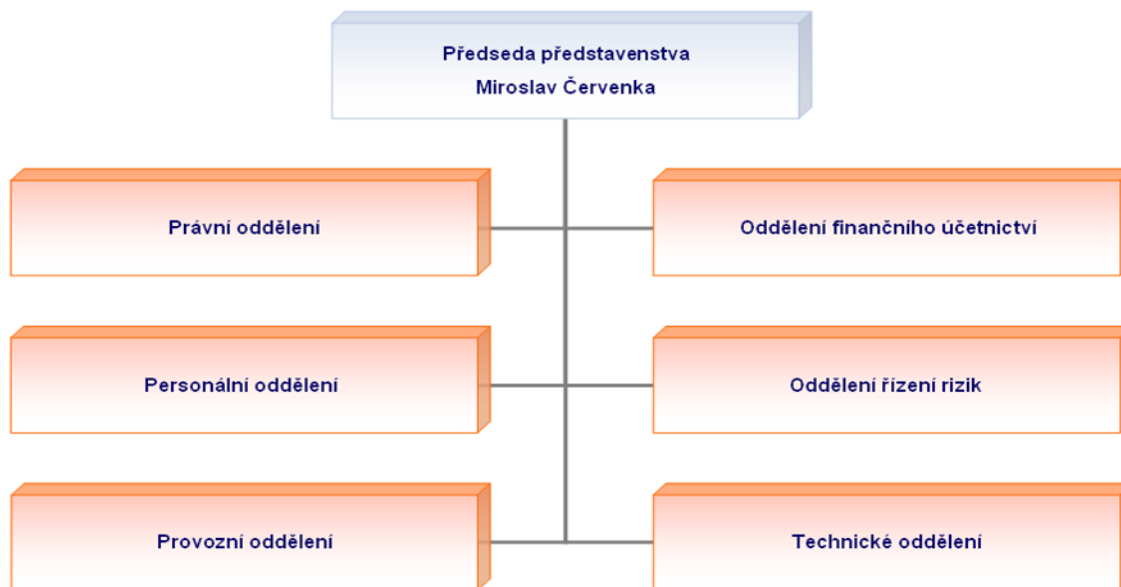 Předseda představenstva
Miroslav Červenka
Právní oddělení
Oddělení finančního účetnictví
Personální oddělení
Oddělení řízení rizik
Provozní oddělení
Technické oddělení